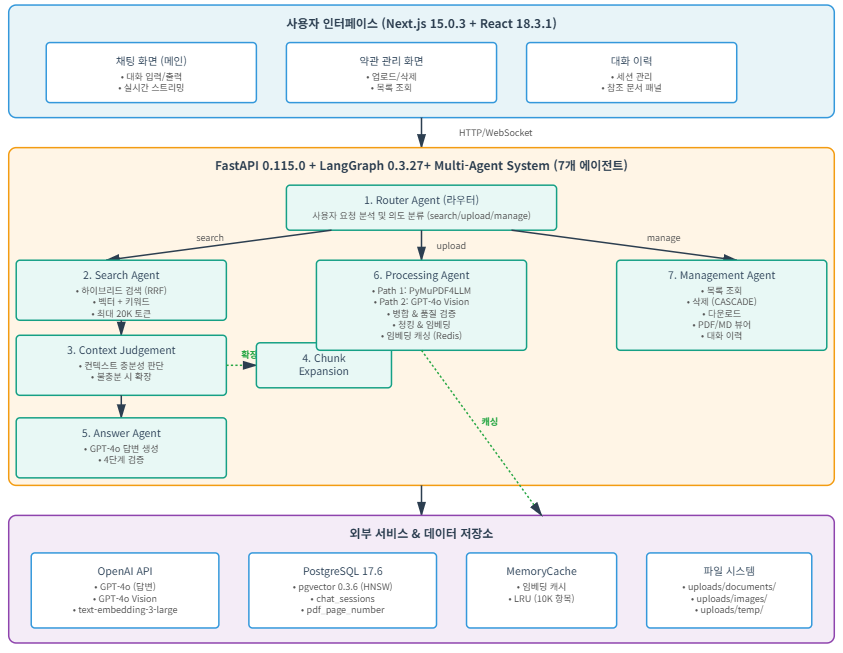 사용자 인터페이스 (Next.js 15.0.3 + React 18.3.1)
채팅 화면 (메인)
• 대화 입력/출력
• 실시간 스트리밍
약관 관리 화면
• 업로드/삭제
• 목록 조회
대화 이력
• 세션 관리
• 참조 문서 패널
HTTP/WebSocket
FastAPI 0.115.0 + LangGraph 0.3.27+ Multi-Agent System (7개 에이전트)
1. Router Agent (라우터)
사용자 요청 분석 및 의도 분류 (search/upload/manage)
search
upload
manage
2. Search Agent
• 하이브리드 검색 (RRF)
• 벡터 + 키워드
• 최대 20K 토큰
6. Processing Agent
• Path 1: PyMuPDF4LLM
• Path 2: GPT-4o Vision
• 병합 & 품질 검증
• 청킹 & 임베딩
• 임베딩 캐싱 (Redis)
7. Management Agent
• 목록 조회
• 삭제 (CASCADE)
• 다운로드
• PDF/MD 뷰어
• 대화 이력
3. Context Judgement
• 컨텍스트 충분성 판단
• 불충분 시 확장
확장
4. Chunk
Expansion
5. Answer Agent
• GPT-4o 답변 생성
• 4단계 검증
캐싱
외부 서비스 & 데이터 저장소
OpenAI API
• GPT-4o (답변)
• GPT-4o Vision
• text-embedding-3-large
PostgreSQL 17.6
• pgvector 0.3.6 (HNSW)
• chat_sessions
• pdf_page_number
MemoryCache
• 임베딩 캐시
• LRU (10K 항목)
파일 시스템
• uploads/documents/
• uploads/images/
• uploads/temp/